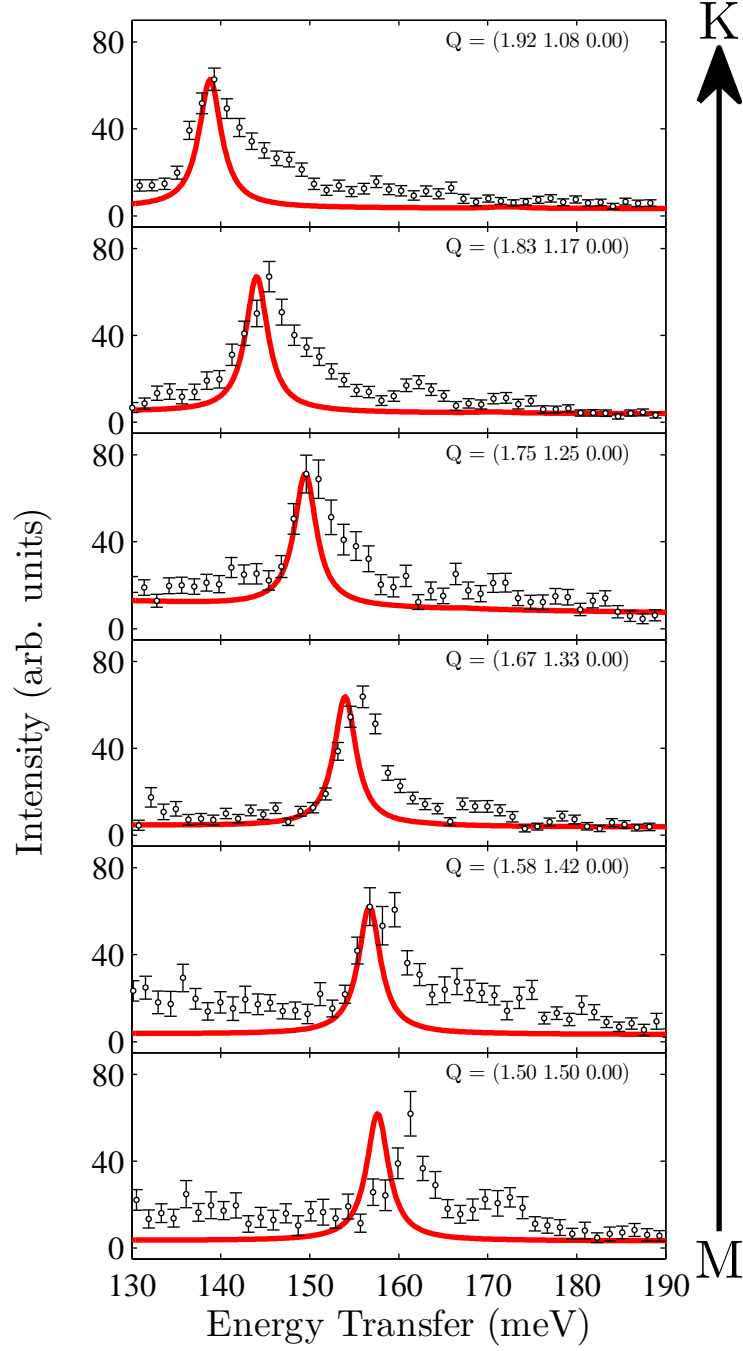 K
80
40
0
Q = (1.92 1.08 0.00)
80
40
0
Q = (1.83 1.17 0.00)
80
40
0
Q = (1.75 1.25 0.00)
Intensity (arb. units)
80
40
0
Q = (1.67 1.33 0.00)
80
40
0
Q = (1.58 1.42 0.00)
80
40
0
Q = (1.50 1.50 0.00)
M
130 140 150 160 170 180 190
Energy Transfer (meV)